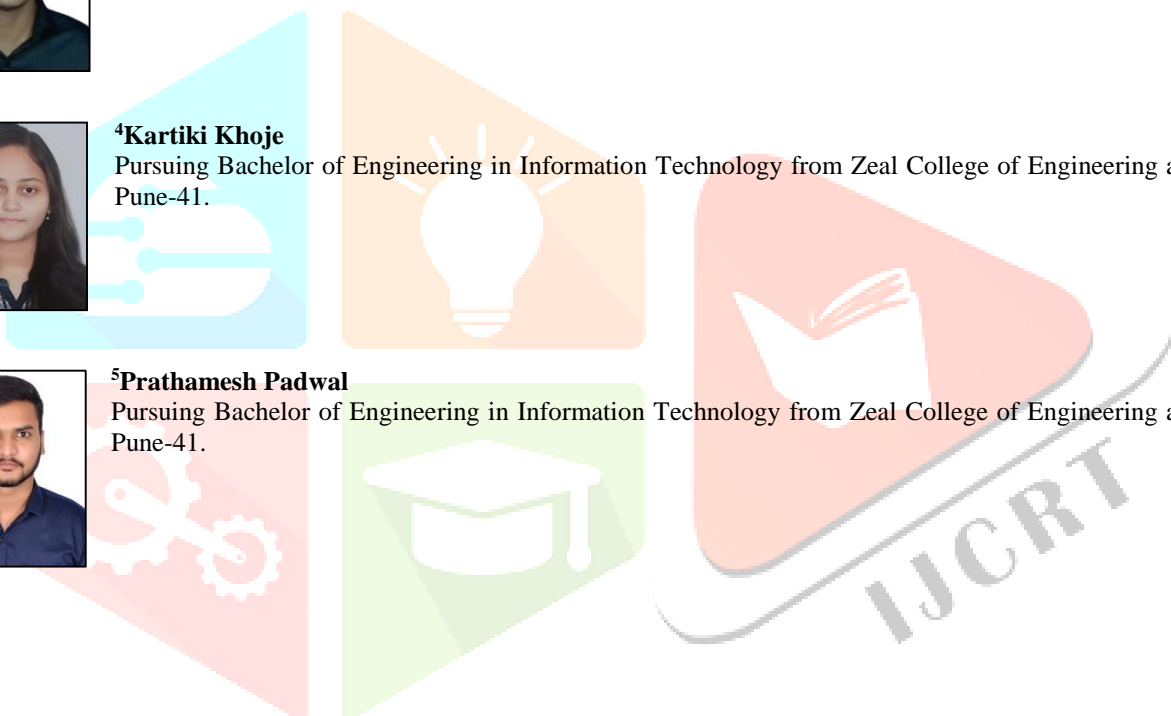 ⁴Kartiki Khoje
Pursuing Bachelor of Engineering in Information Technology from Zeal College of Engineering a
Pune-41.
⁵Prathamesh Padwal
Pursuing Bachelor of Engineering in Information Technology from Zeal College of Engineering a
Pune-41.
IJCRT